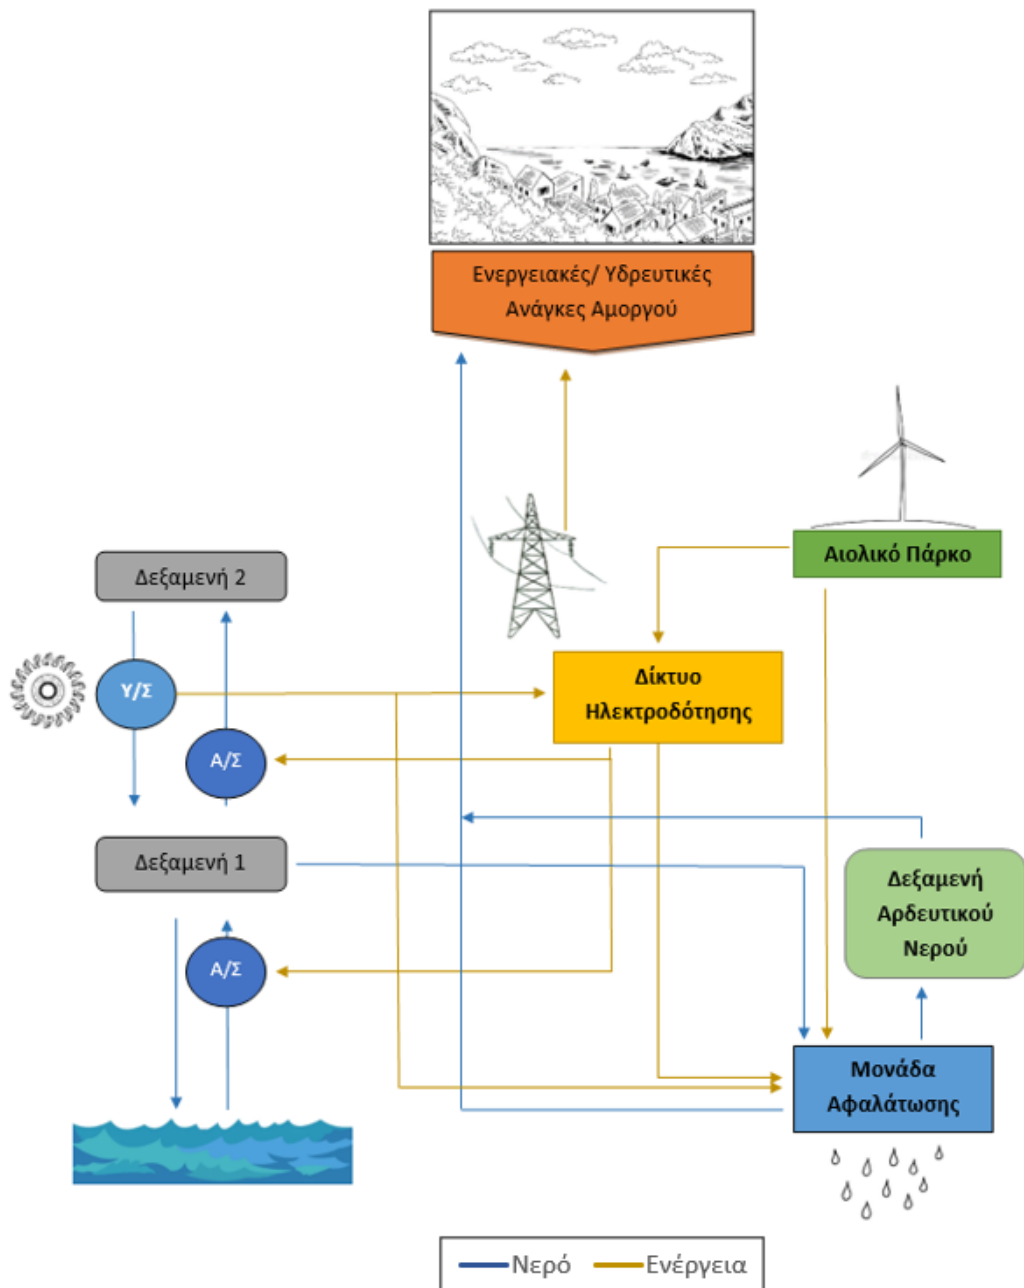 Ενεργειακές/ Υδρευτικές
Ανάγκες Αμοργού
Αιολικό Πάρκο
Δεξαμενή 2
Δίκτυο
Ηλεκτροδότησης
Υ/Σ
Α/Σ
Δεξαμενή 1
Δεξαμενή
Αρδευτικού
Νερού
Α/Σ
Μονάδα
Αφαλάτωσης
Νερό
Ενέργεια